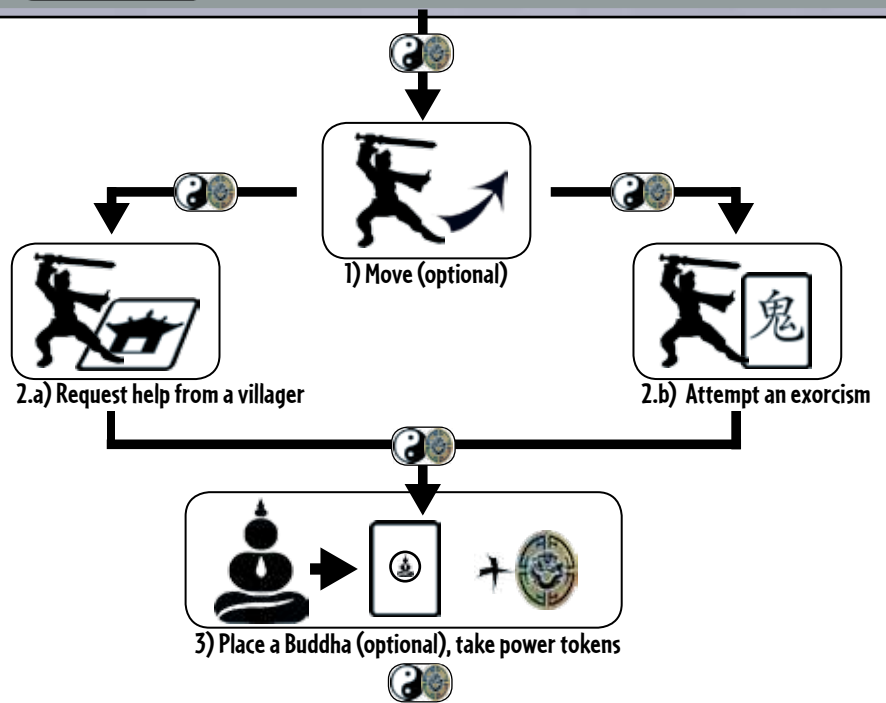 1) Move (optional)
鬼
2.a) Request help from a villager
2.b) Attempt an exorcism
3) Place a Buddha (optional), take power tokens